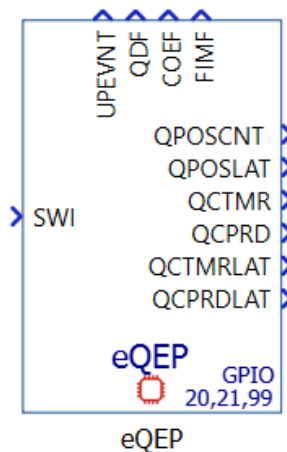 UPEVNT
QDF
COEF
FIMF
QPOSCNT
QPOSLAT
QCTMR
SWI
QCPRD
QCTMRLAT
QCPRDLAT
eQEP
GPIO
20,21,99
eQEP